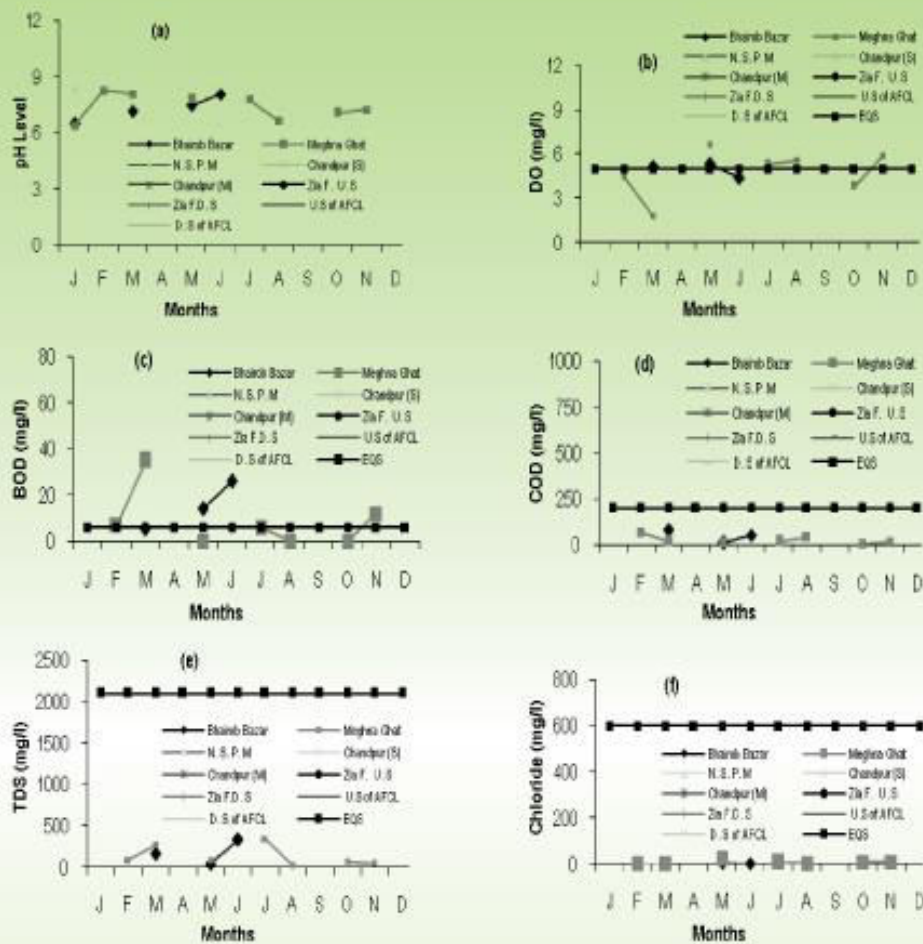 (a)
12
9
6
3
0
pH Level
Bhairob Bazar Meghna Ghat
N.S.P.M Chandpur (S)
Chandpur (M) Zia F. U.S
Zia F.D.S U.S of AFCL
D.S of AFCL
J F M A M J J A S O N D
Months
(b)
12
9
6
3
0
DO (mg/l)
Bhairob Bazar Meghna Ghat
N.S.P.M Chandpur (S)
Chandpur (M) Zia F. U.S
Zia F.D.S U.S of AFCL
D.S of AFCL EQS
J F M A M J J A S O N D
Months
(c)
80
60
40
20
0
BOD (mg/l)
Bhairob Bazar Meghna Ghat
N.S.P.M Chandpur (S)
Chandpur (M) Zia F. U.S
Zia F.D.S U.S of AFCL
D.S of AFCL EQS
J F M A M J J A S O N D
Months
(d)
1000
750
500
250
0
COD (mg/l)
Bhairob Bazar Meghna Ghat
N.S.P.M Chandpur (S)
Chandpur (M) Zia F. U.S
Zia F.D.S U.S of AFCL
D.S of AFCL EQS
J F M A M J J A S O N D
Months
(e)
2500
2000
1500
1000
500
0
TDS (mg/l)
Bhairob Bazar Meghna Ghat
N.S.P.M Chandpur (S)
Chandpur (M) Zia F. U.S
Zia F.D.S U.S of AFCL
D.S of AFCL EQS
J F M A M J J A S O N D
Months
(f)
800
600
400
200
0
Chloride (mg/l)
Bhairob Bazar Meghna Ghat
N.S.P.M Chandpur (S)
Chandpur (M) Zia F. U.S
Zia F.D.S U.S of AFCL
D.S of AFCL EQS
J F M A M J J A S O N D
Months